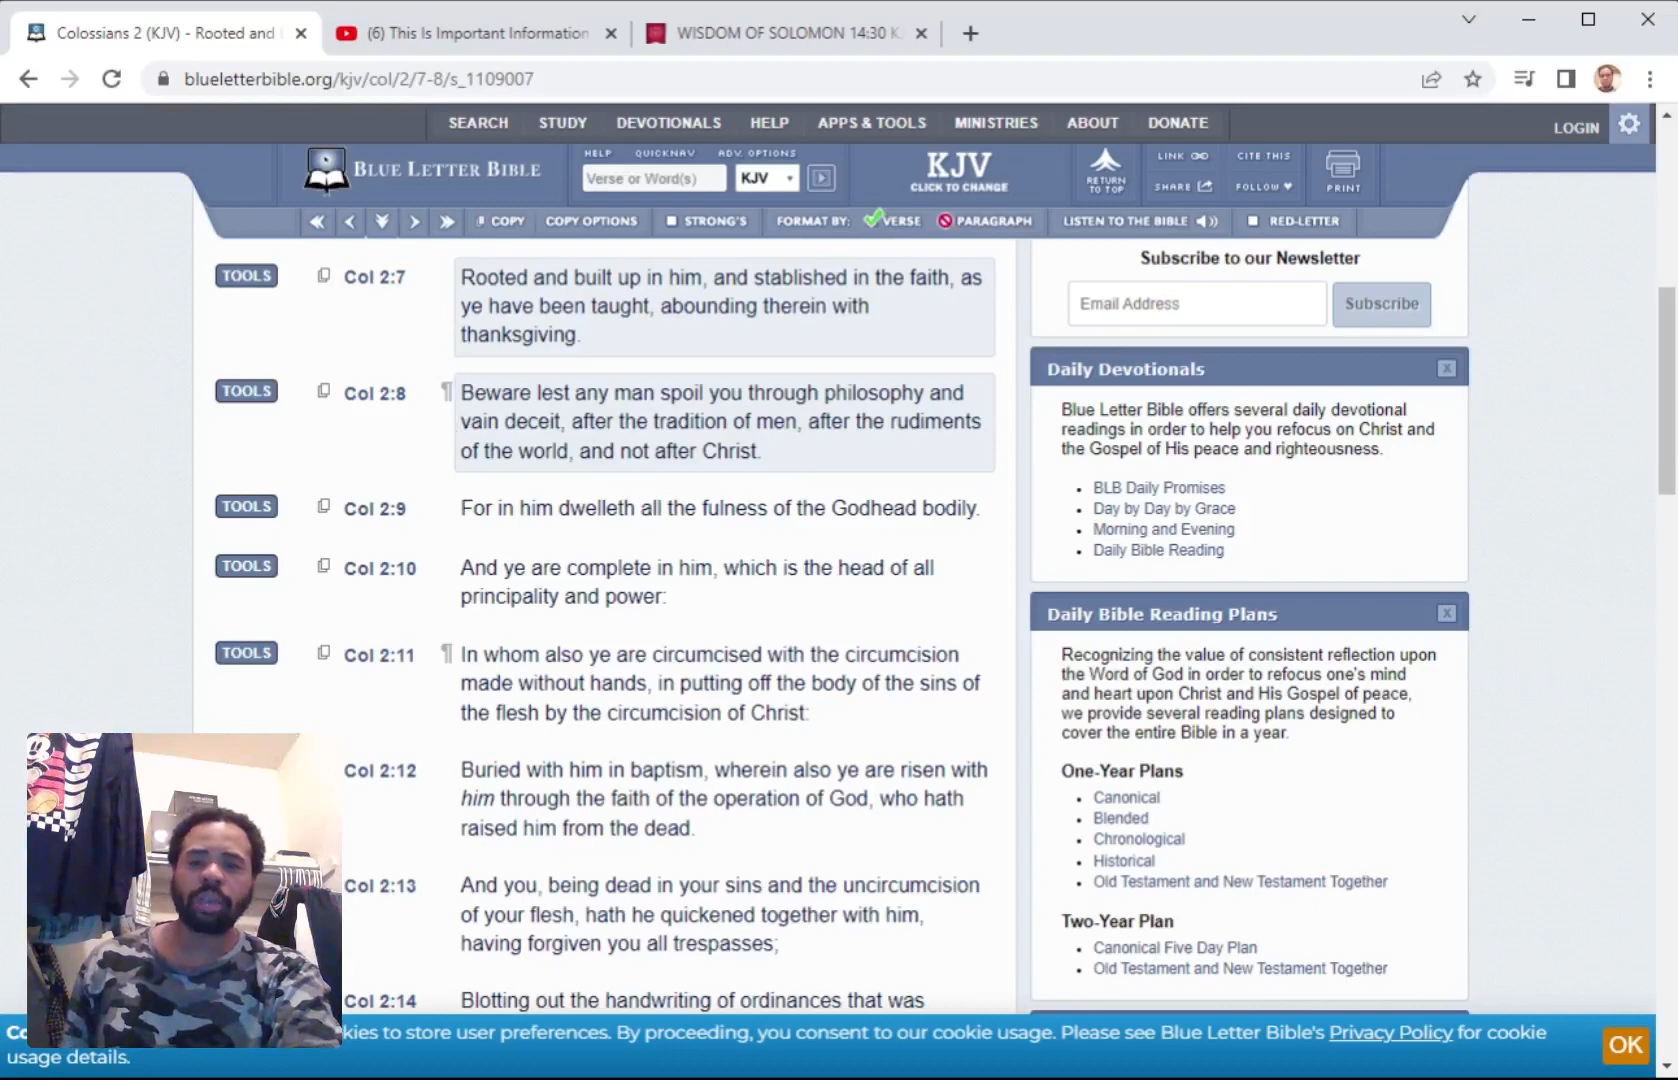 Colossians 2 (KJV) - Rooted and
(6) This Is Important Information
WISDOM OF SOLOMON 14:30 K
blueletterbible.org/kjv/col/2/7-8/s_1109007
SEARCH STUDY DEVOTIONALS HELP APPS & TOOLS MINISTRIES ABOUT DONATE LOGIN
BLUE LETTER BIBLE
HELP QUICKNAV ADV. OPTIONS
Verse or Word(s) KJV
KJV
CLICK TO CHANGE
RETURN
TO TOP
LINK CITE THIS
SHARE FOLLOW
PRINT
COPY COPY OPTIONS STRONG'S FORMAT BY: VERSE PARAGRAPH LISTEN TO THE BIBLE RED-LETTER
TOOLS Col 2:7 Rooted and built up in him, and stablished in the faith, as
ye have been taught, abounding therein with
thanksgiving.
TOOLS Col 2:8 ¶ Beware lest any man spoil you through philosophy and
vain deceit, after the tradition of men, after the rudiments
of the world, and not after Christ.
TOOLS Col 2:9 For in him dwelleth all the fulness of the Godhead bodily.
TOOLS Col 2:10 And ye are complete in him, which is the head of all
principality and power:
TOOLS Col 2:11 ¶ In whom also ye are circumcised with the circumcision
made without hands, in putting off the body of the sins of
the flesh by the circumcision of Christ:
Col 2:12 Buried with him in baptism, wherein also ye are risen with
him through the faith of the operation of God, who hath
raised him from the dead.
Col 2:13 And you, being dead in your sins and the uncircumcision
of your flesh, hath he quickened together with him,
having forgiven you all trespasses;
Col 2:14 Blotting out the handwriting of ordinances that was
Subscribe to our Newsletter
Email Address Subscribe
Daily Devotionals X
Blue Letter Bible offers several daily devotional
readings in order to help you refocus on Christ and
the Gospel of His peace and righteousness.
BLB Daily Promises
Day by Day by Grace
Morning and Evening
Daily Bible Reading
Daily Bible Reading Plans X
Recognizing the value of consistent reflection upon
the Word of God in order to refocus one's mind
and heart upon Christ and His Gospel of peace,
we provide several reading plans designed to
cover the entire Bible in a year.
One-Year Plans
Canonical
Blended
Chronological
Historical
Old Testament and New Testament Together
Two-Year Plan
Canonical Five Day Plan
Old Testament and New Testament Together
Co kies to store user preferences. By proceeding, you consent to our cookie usage. Please see Blue Letter Bible's Privacy Policy for cookie
usage details.
OK